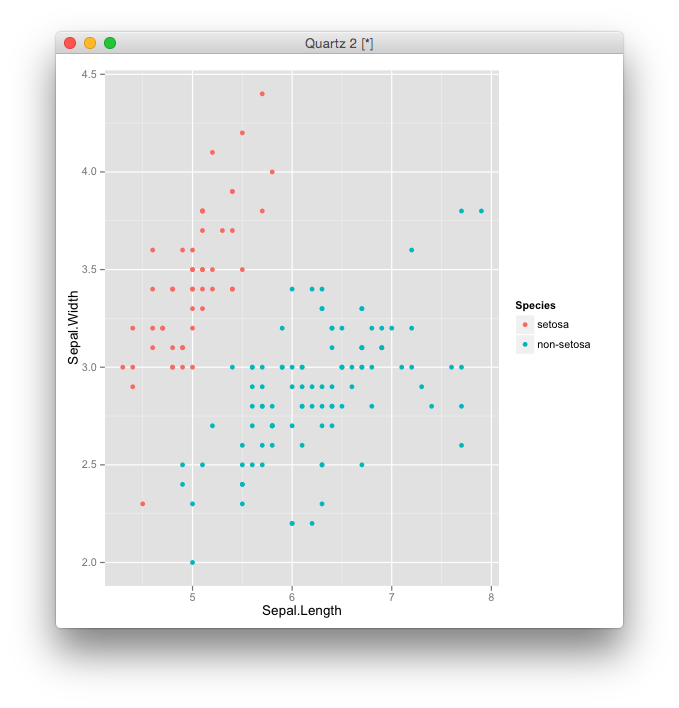 Quartz 2 [*]
4.5
4.0
3.5
3.0
2.5
2.0
Sepal.Width
5 6 7 8
Sepal.Length
Species
setosa
non-setosa